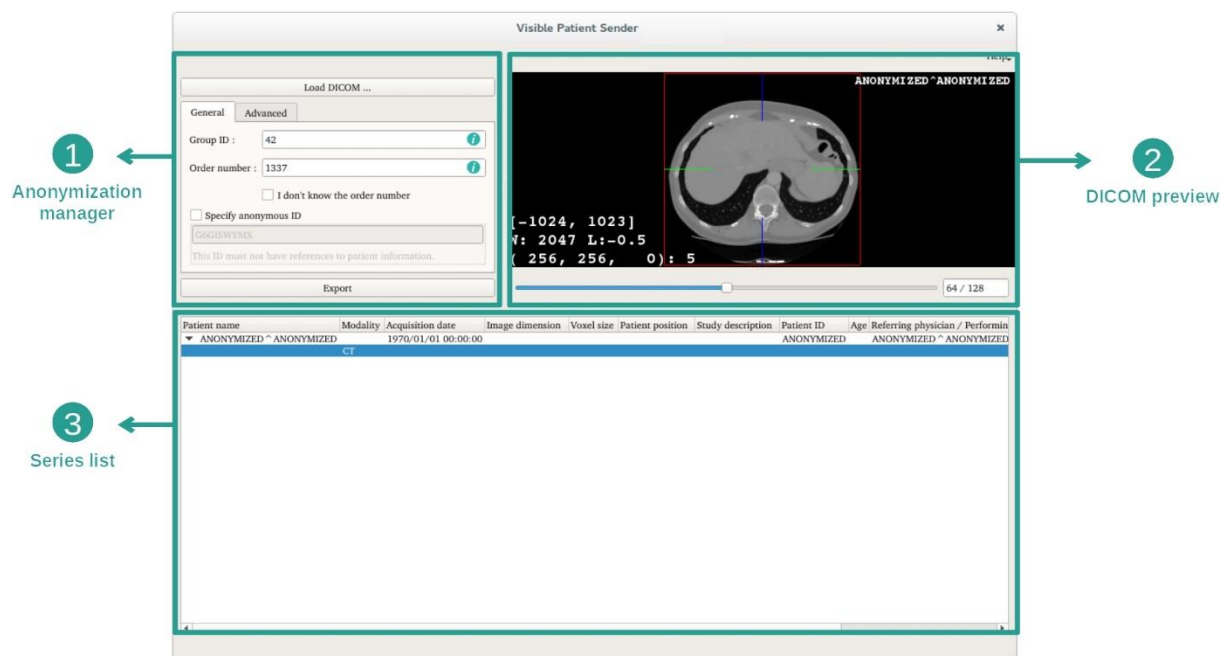 Visible Patient Sender
×
Load DICOM ...
General Advanced
Group ID : 42
Order number : 1337
I don't know the order number
Specify anonymous ID
G6GISWYMX
This ID must not have references to patient information.
Export
1
Anonymization
manager
Help
ANONYMIZED^ANONYMIZED
[-1024, 1023]
W: 2047 L:-0.5
( 256, 256, 0): 5
64 / 128
2
DICOM preview
Patient name Modality Acquisition date Image dimension Voxel size Patient position Study description Patient ID Age Referring physician / Performin
ANONYMIZED ^ ANONYMIZED 1970/01/01 00:00:00 ANONYMIZED ANONYMIZED ^ ANONYMIZED
CT
3
Series list